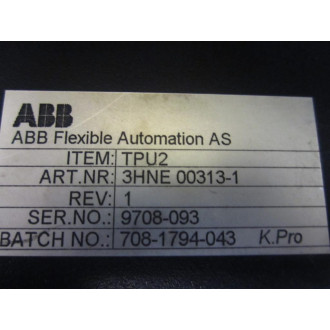 ABB
ABB Flexible Automation AS
ITEM: TPU2
ART.NR: 3HNE 00313-1
REV: 1
SER.NO.: 9708-093
BATCH NO.: 708-1794-043 K.Pro